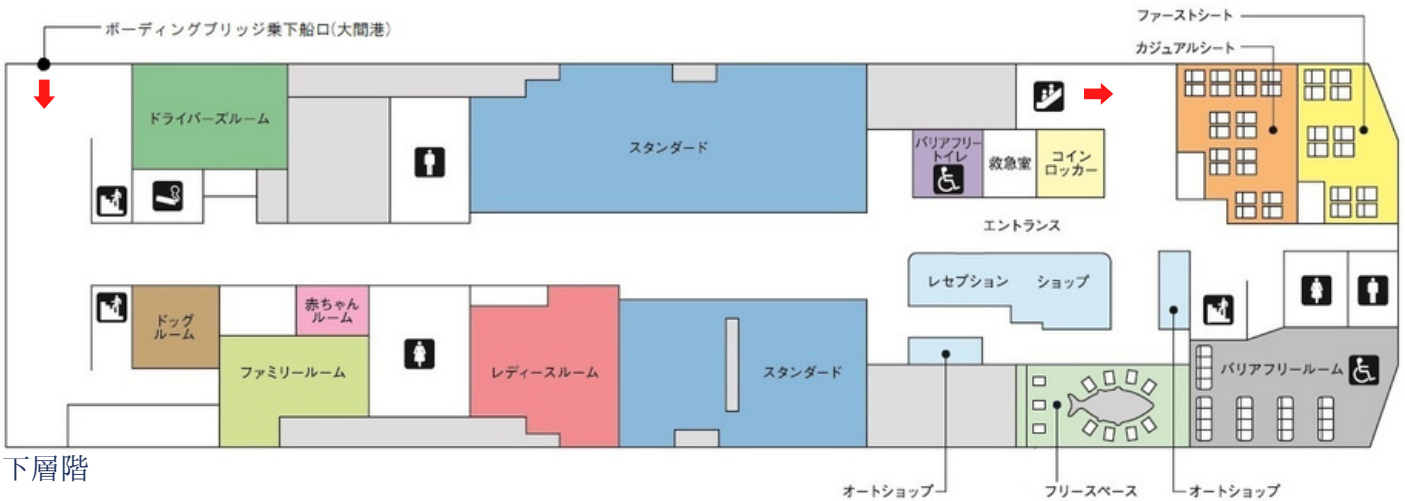 ファーストシート
ボーディングブリッジ乗下船口(大間港)
カジュアルシート
ドライバーズルーム
スタンダード
バリアフリー
トイレ
救急室
コイン
ロッカー
エントランス
レセプション
ショップ
赤ちゃん
ルーム
ドッグ
ルーム
ファミリールーム
レディースルーム
スタンダード
バリアフリールーム
下層階
オートショップ
フリースペース
オートショップ